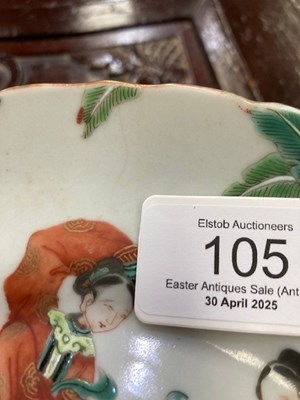 Elstob Auctioneers
105
Easter Antiques Sale (Ant
30 April 2025